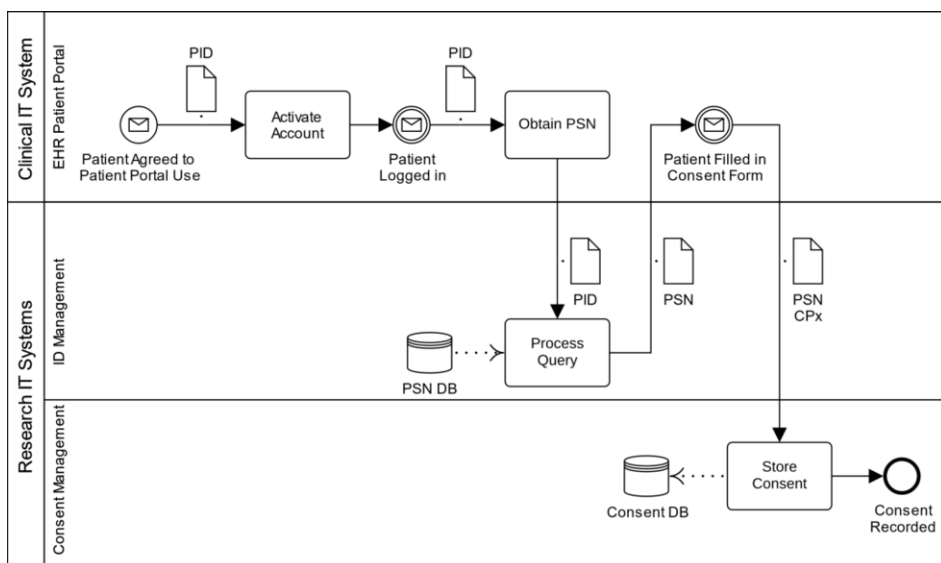 Clinical IT System
EHR Patient Portal
PID
PID
Activate
Account
Obtain PSN
Patient Agreed to
Patient Portal Use
Patient
Logged in
Patient Filled in
Consent Form
Research IT Systems
ID Management
PID
PSN
PSN
CPx
Process
Query
PSN DB
Consent Management
Store
Consent
Consent DB
Consent
Recorded